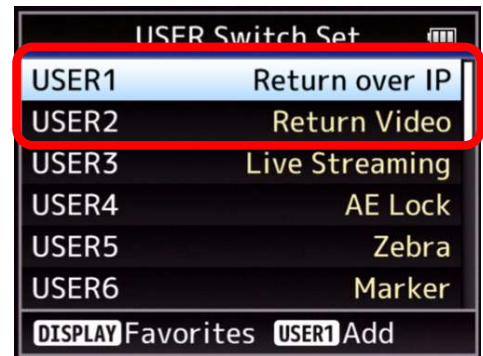 USER Switch Set
USER1 Return over IP
USER2 Return Video
USER3 Live Streaming
USER4 AE Lock
USER5 Zebra
USER6 Marker
DISPLAY Favorites USER1 Add